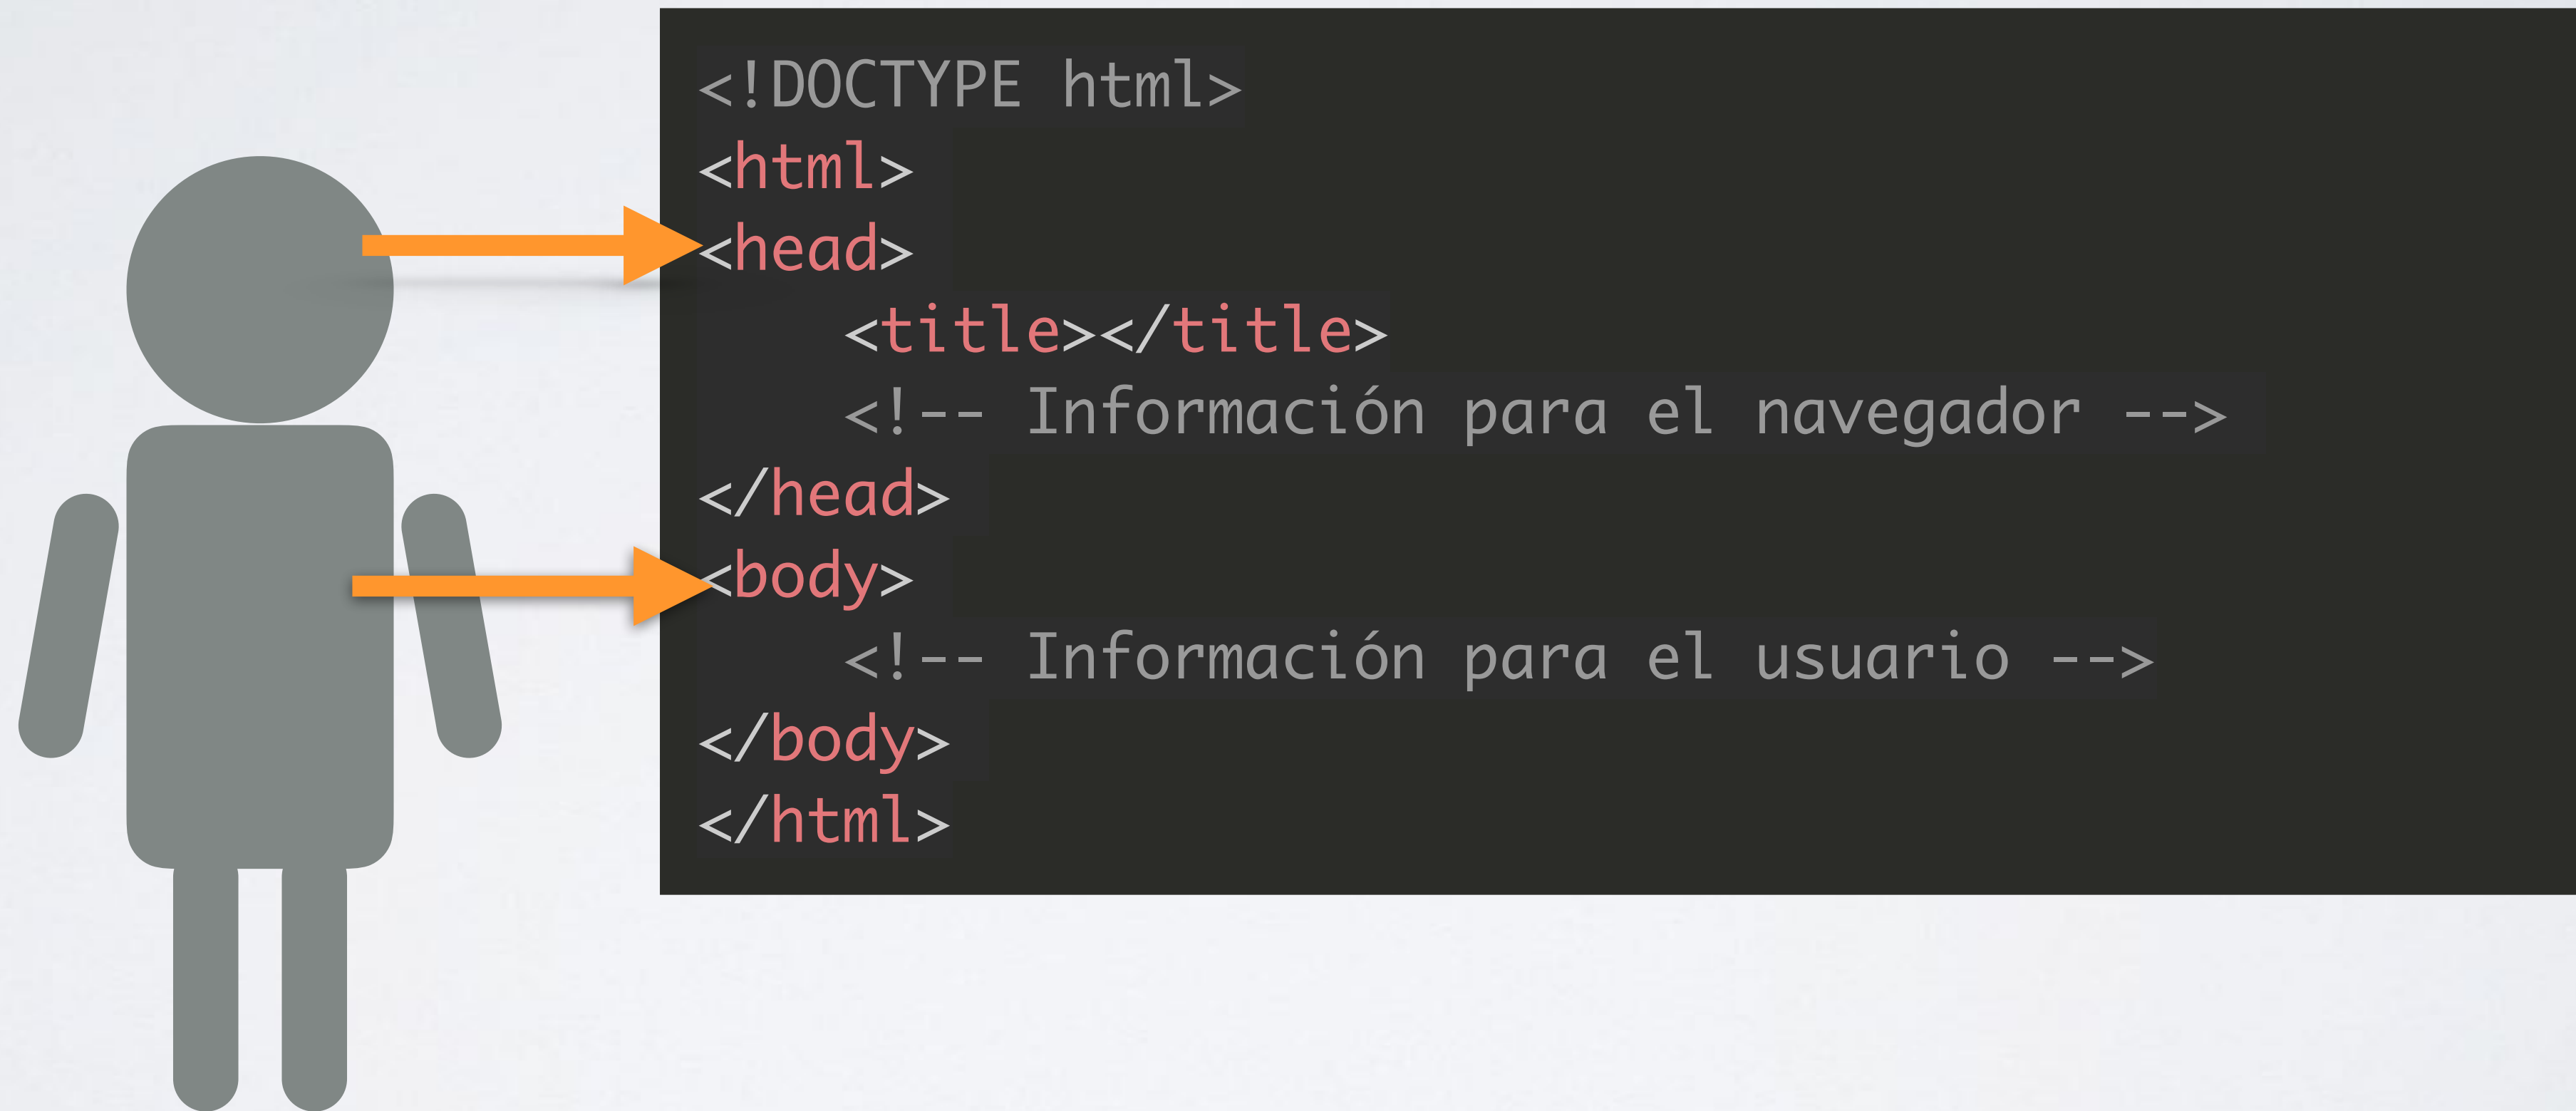 <!DOCTYPE html>
<html>
<head>
    <title></title>
    <!-- Información para el navegador -->
</head>
<body>
    <!-- Información para el usuario -->
</body>
</html>